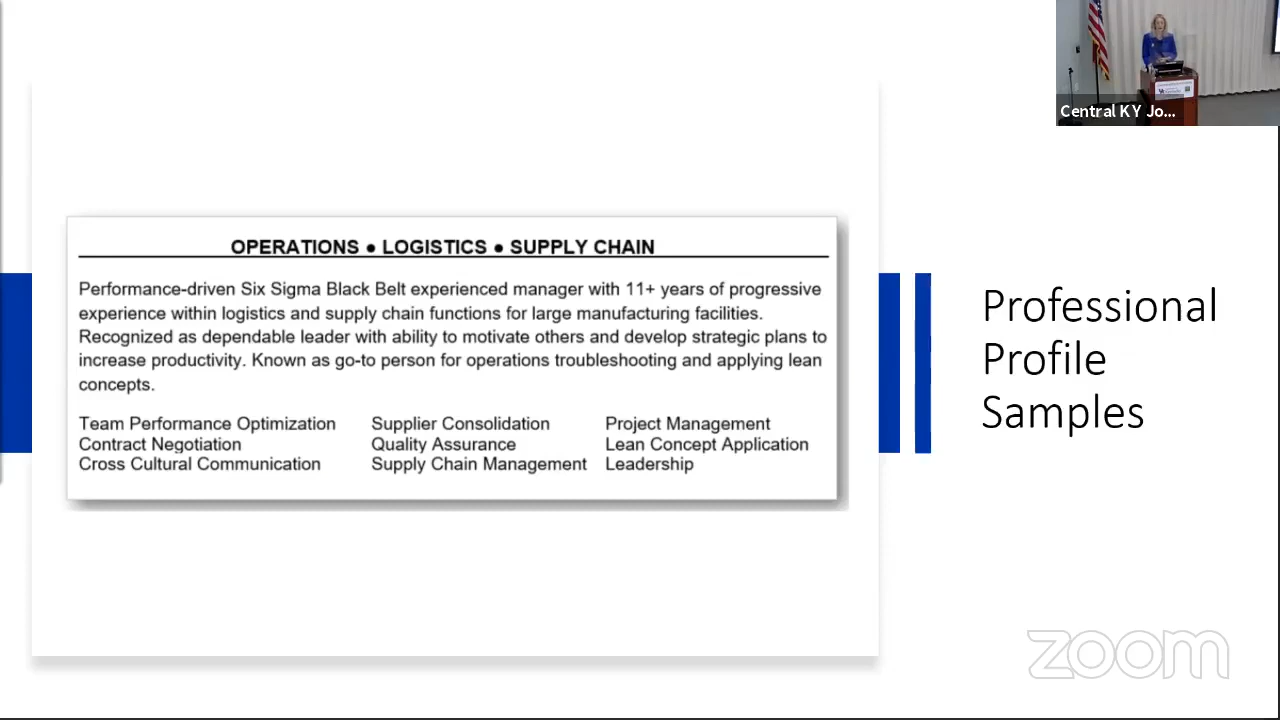 Central KY Jo...
OPERATIONS ● LOGISTICS ● SUPPLY CHAIN
Performance-driven Six Sigma Black Belt experienced manager with 11+ years of progressive
experience within logistics and supply chain functions for large manufacturing facilities.
Recognized as dependable leader with ability to motivate others and develop strategic plans to
increase productivity. Known as go-to person for operations troubleshooting and applying lean
concepts.
Team Performance Optimization Supplier Consolidation Project Management
Contract Negotiation Quality Assurance Lean Concept Application
Cross Cultural Communication Supply Chain Management Leadership
Professional
Profile
Samples
zoom